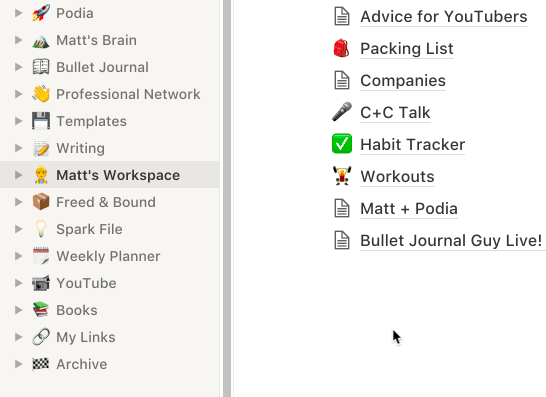 Podia
Matt's Brain
Bullet Journal
Professional Network
Templates
Writing
Matt's Workspace
Freed & Bound
Spark File
Weekly Planner
YouTube
Books
My Links
Archive
Advice for YouTubers
Packing List
Companies
C+C Talk
Habit Tracker
Workouts
Matt + Podia
Bullet Journal Guy Live!